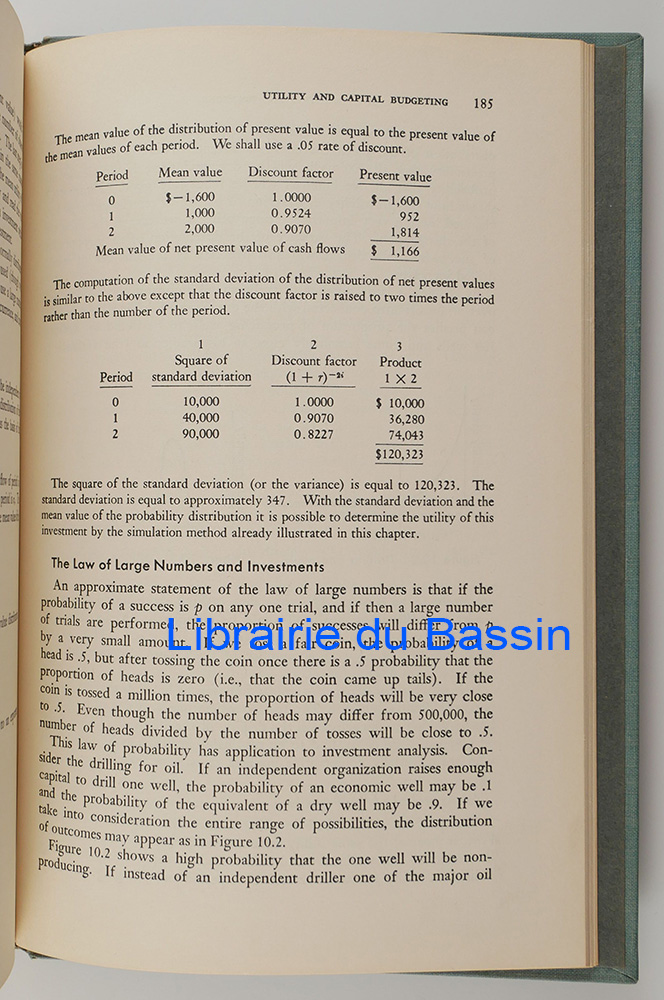 UTILITY AND CAPITAL BUDGETING 185
The mean value of the distribution of present value is equal to the present value of
the mean values of each period. We shall use a .05 rate of discount.
Period Mean value Discount factor Present value
0 $−1,600 1.0000 $−1,600
1 1,000 0.9524 952
2 2,000 0.9070 1,814
Mean value of net present value of cash flows $ 1,166
The computation of the standard deviation of the distribution of net present values
is similar to the above except that the discount factor is raised to two times the period
rather than the number of the period.
1 2 3
Square of Discount factor Product
Period standard deviation (1 + r)−2i 1 × 2
0 10,000 1.0000 $ 10,000
1 40,000 0.9070 36,280
2 90,000 0.8227 74,043
$120,323
The square of the standard deviation (or the variance) is equal to 120,323. The
standard deviation is equal to approximately 347. With the standard deviation and the
mean value of the probability distribution it is possible to determine the utility of this
investment by the simulation method already illustrated in this chapter.
The Law of Large Numbers and Investments
An approximate statement of the law of large numbers is that if the
probability of a success is p on any one trial, and if then a large number
of trials are performed, the proportion of successes will differ from p
by a very small amount. If we toss a fair coin, the probability of a
Librairie du Bassin
head is .5, but after tossing the coin once there is a .5 probability that the
proportion of heads is zero (i.e., that the coin came up tails). If the
coin is tossed a million times, the proportion of heads will be very close
to .5. Even though the number of heads may differ from 500,000, the
number of heads divided by the number of tosses will be close to .5.
This law of probability has application to investment analysis. Con-
sider the drilling for oil. If an independent organization raises enough
capital to drill one well, the probability of an economic well may be .1
and the probability of the equivalent of a dry well may be .9. If we
take into consideration the entire range of possibilities, the distribution
of outcomes may appear as in Figure 10.2.
Figure 10.2 shows a high probability that the one well will be non-
producing. If instead of an independent driller one of the major oil